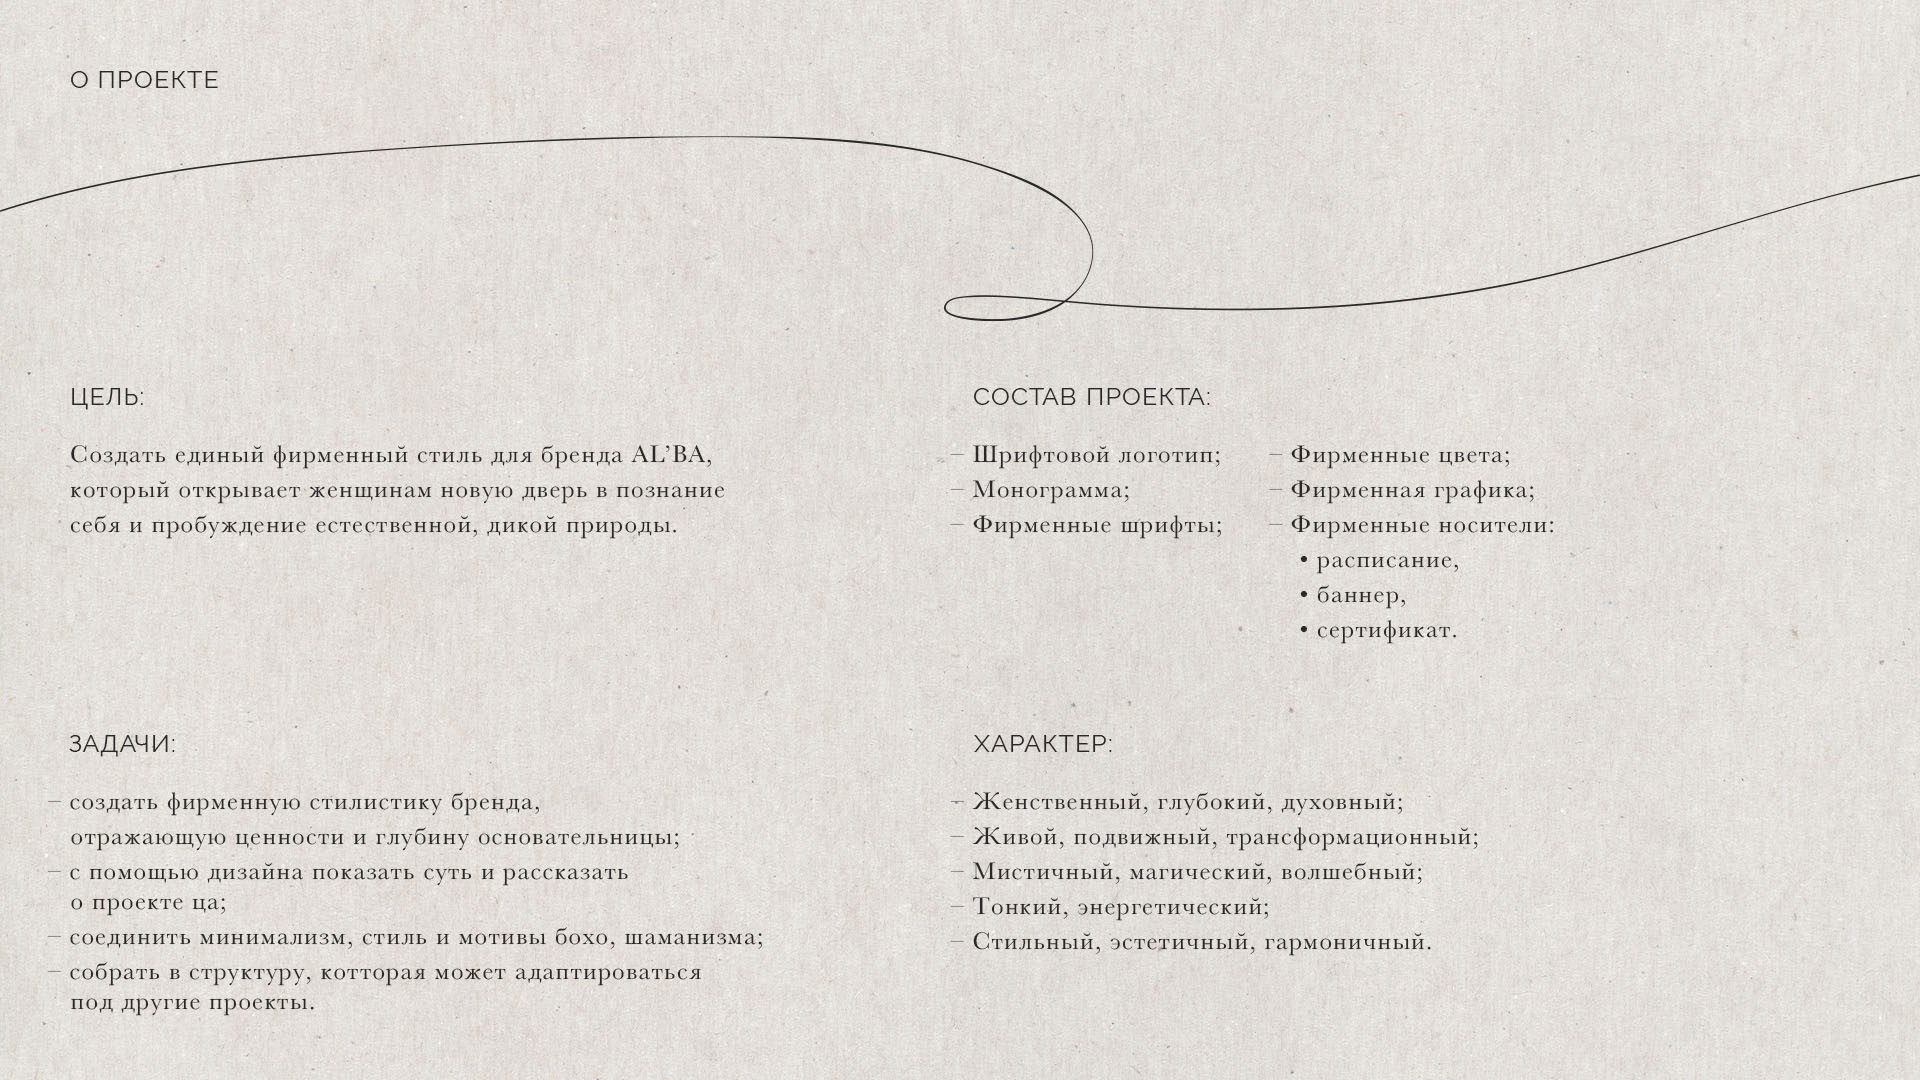 О ПРОЕКТЕ
ЦЕЛЬ:
Создать единый фирменный стиль для бренда AL’BA,
который открывает женщинам новую дверь в познание
себя и пробуждение естественной, дикой природы.
СОСТАВ ПРОЕКТА:
– Шрифтовой логотип;
– Монограмма;
– Фирменные шрифты;
– Фирменные цвета;
– Фирменная графика;
– Фирменные носители:
• расписание,
• баннер,
• сертификат.
ЗАДАЧИ:
– создать фирменную стилистику бренда,
отражающую ценности и глубину основательницы;
– с помощью дизайна показать суть и рассказать
о проекте ца;
– соединить минимализм, стиль и мотивы бохо, шаманизма;
– собрать в структуру, котторая может адаптироваться
под другие проекты.
ХАРАКТЕР:
– Женственный, глубокий, духовный;
– Живой, подвижный, трансформационный;
– Мистичный, магический, волшебный;
– Тонкий, энергетический;
– Стильный, эстетичный, гармоничный.